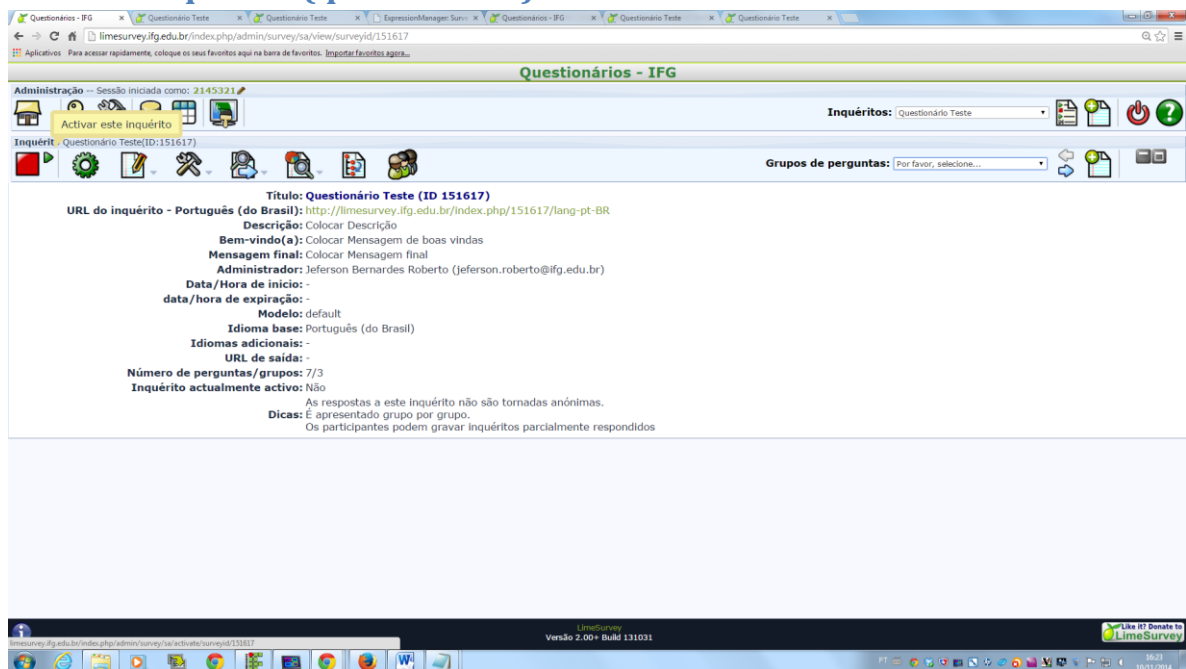 Questionários - IFG
Questionário Teste
Questionário Teste
ExpressionManager: Surve
Questionários - IFG
Questionário Teste
Questionário Teste
limesurvey.ifg.edu.br/index.php/admin/survey/sa/view/surveyid/151617
Aplicativos Para acessar rapidamente, coloque os seus favoritos aqui na barra de favoritos. Importar favoritos agora...
Questionários - IFG
Administração -- Sessão iniciada como: 2145321
Activar este inquérito
Inquéritos: Questionário Teste
Questionário Teste(ID:151617)
Grupos de perguntas: Por favor, selecione...
Título: Questionário Teste (ID 151617)
URL do inquérito - Português (do Brasil): http://limesurvey.ifg.edu.br/index.php/151617/lang-pt-BR
Descrição: Colocar Descrição
Bem-vindo(a): Colocar Mensagem de boas vindas
Mensagem final: Colocar Mensagem final
Administrador: Jeferson Bernardes Roberto (jeferson.roberto@ifg.edu.br)
Data/Hora de inicio: -
data/hora de expiração: -
Modelo: default
Idioma base: Português (do Brasil)
Idiomas adicionais: -
URL de saída: -
Número de perguntas/grupos: 7/3
Inquérito actualmente activo: Não
As respostas a este inquérito não são tornadas anónimas.
Dicas: É apresentado grupo por grupo.
Os participantes podem gravar inquéritos parcialmente respondidos
LimeSurvey
Versão 2.00+ Build 131031
Like it? Donate to
LimeSurvey
limesurvey.ifg.edu.br/index.php/admin/survey/sa/activate/surveyid/151617
PT
16:21
10/11/2014